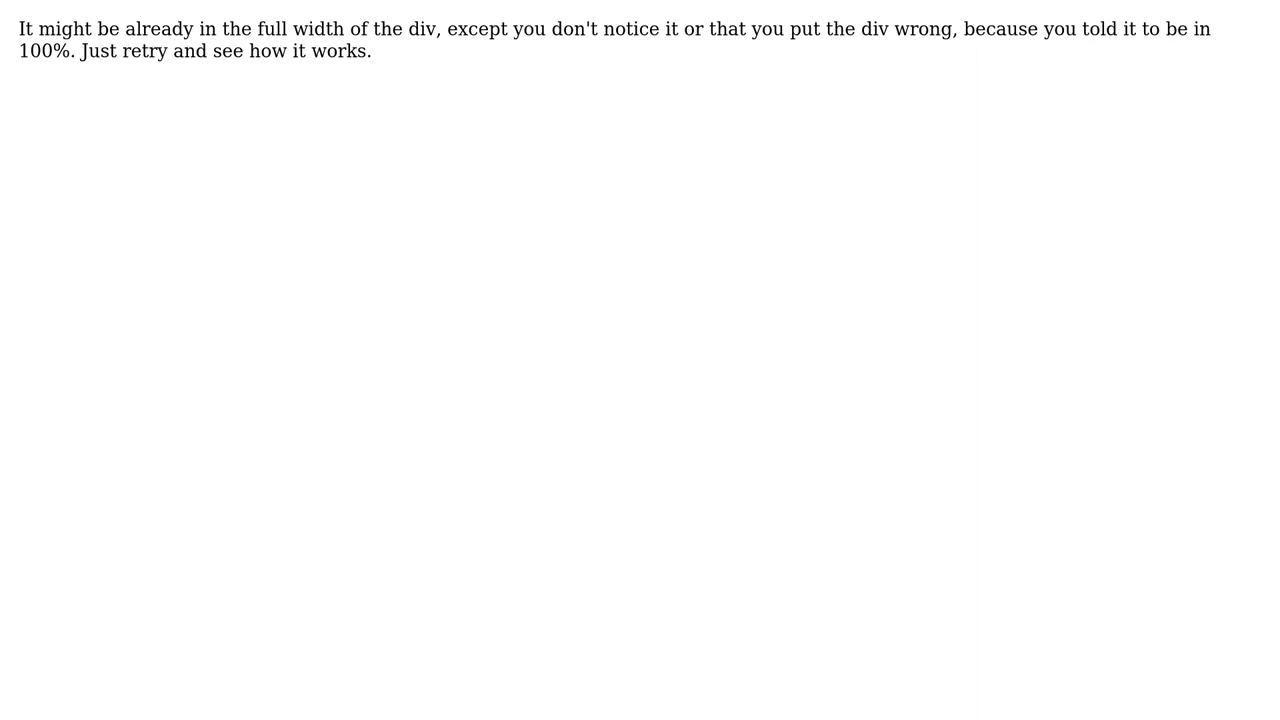 It might be already in the full width of the div, except you don't notice it or that you put the div wrong, because you told it to be in
100%. Just retry and see how it works.